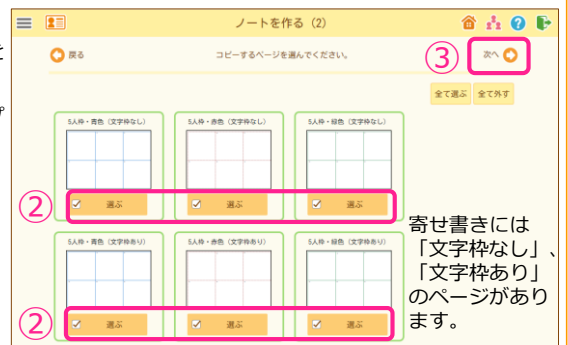 ノートを作る（2）
戻る
コピーするページを選んでください。
③
次へ
全て選ぶ 全て外す
5人枠・青色（文字枠なし）
5人枠・赤色（文字枠なし）
5人枠・緑色（文字枠なし）
②
選ぶ
選ぶ
選ぶ
5人枠・青色（文字枠あり）
5人枠・赤色（文字枠あり）
5人枠・緑色（文字枠あり）
②
選ぶ
選ぶ
選ぶ
寄せ書きには
「文字枠なし」、
「文字枠あり」
のページがあり
ます。